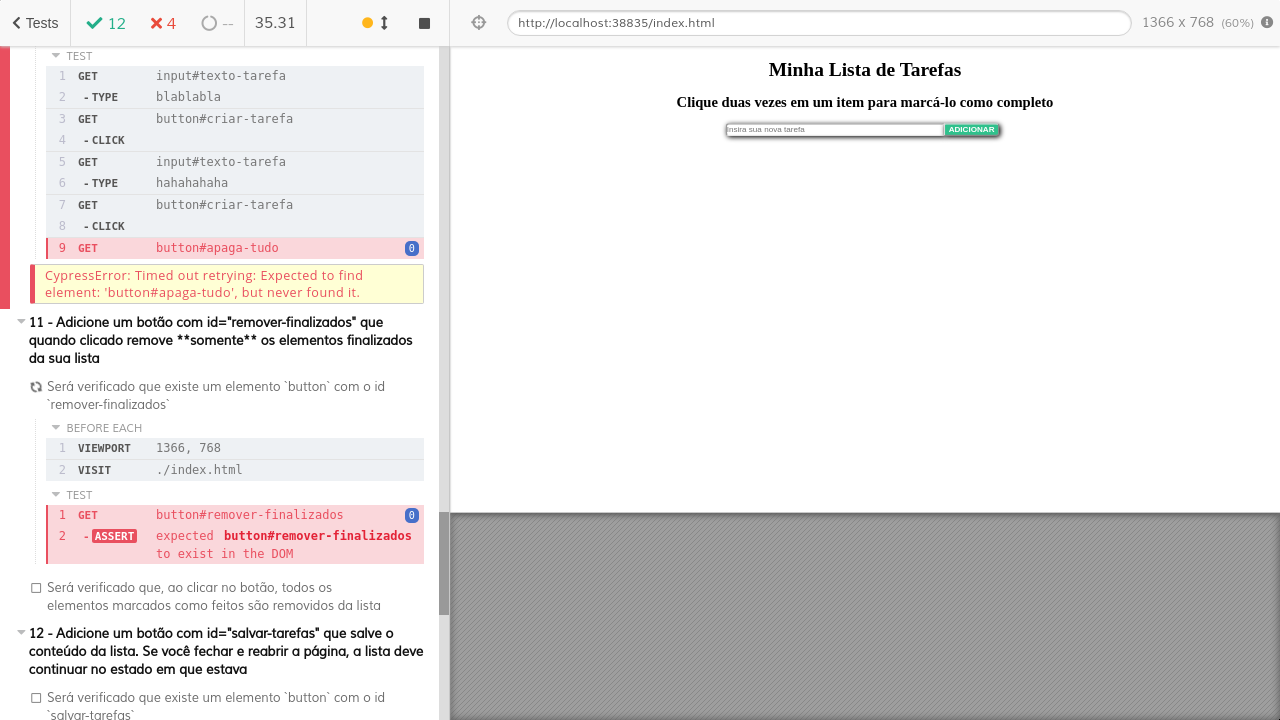 Tests
12
4
--
35.31
http://localhost:38835/index.html
1366 x 768 (60%)
TEST
1 GET input#texto-tarefa
2 -TYPE blablabla
3 GET button#criar-tarefa
4 -CLICK
5 GET input#texto-tarefa
6 -TYPE hahahahaha
7 GET button#criar-tarefa
8 -CLICK
9 GET button#apaga-tudo 0
CypressError: Timed out retrying: Expected to find
element: 'button#apaga-tudo', but never found it.
11 - Adicione um botão com id="remover-finalizados" que
quando clicado remove **somente** os elementos finalizados
da sua lista
Será verificado que existe um elemento `button` com o id
`remover-finalizados`
BEFORE EACH
1 VIEWPORT 1366, 768
2 VISIT ./index.html
TEST
1 GET button#remover-finalizados 0
2 -ASSERT expected button#remover-finalizados
to exist in the DOM
Será verificado que, ao clicar no botão, todos os
elementos marcados como feitos são removidos da lista
12 - Adicione um botão com id="salvar-tarefas" que salve o
conteúdo da lista. Se você fechar e reabrir a página, a lista deve
continuar no estado em que estava
Será verificado que existe um elemento `button` com o id
`salvar-tarefas`
Minha Lista de Tarefas
Clique duas vezes em um item para marcá-lo como completo
Insira sua nova tarefa
ADICIONAR